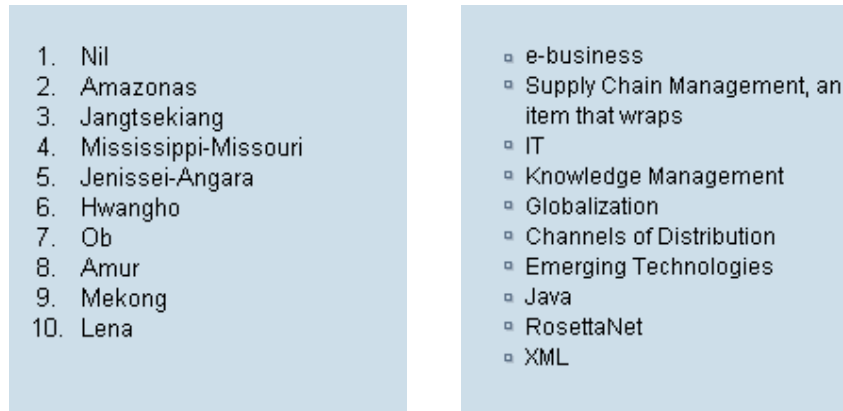 1. Nil
2. Amazonas
3. Jangtsekiang
4. Mississippi-Missouri
5. Jenissei-Angara
6. Hwangho
7. Ob
8. Amur
9. Mekong
10. Lena
e-business
Supply Chain Management, an
item that wraps
IT
Knowledge Management
Globalization
Channels of Distribution
Emerging Technologies
Java
RosettaNet
XML